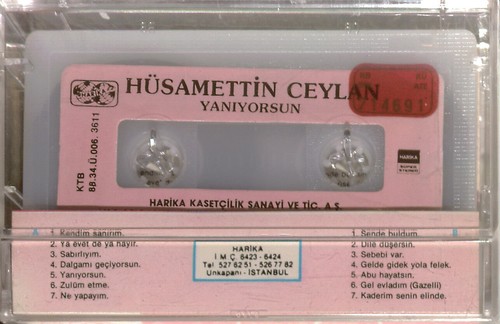 HÜSAMETTİN CEYLAN
YANIYORSUN
714691
KTB
88.34.Ü.006.3611
HARİKA
HARİKA KASETÇİLİK SANAYİ VE TİC. A.Ş.
1. Kendim sanırım.
2. Ya evet de ya hayır.
3. Sabırlıyım.
4. Dalgamı geçiyorsun.
5. Yanıyorsun.
6. Zulüm etme.
7. Ne yapayım.
HARİKA
İ M.Ç. 6423 - 6424
Tel 527 62 51 - 526 77 82
Unkapanı - İSTANBUL
1. Sende buldum.
2. Dile düşersin.
3. Sebebi var.
4. Gelde gidek yola felek.
5. Abu hayatsın.
6. Gel evladım (Gazelli)
7. Kaderim senin elinde.